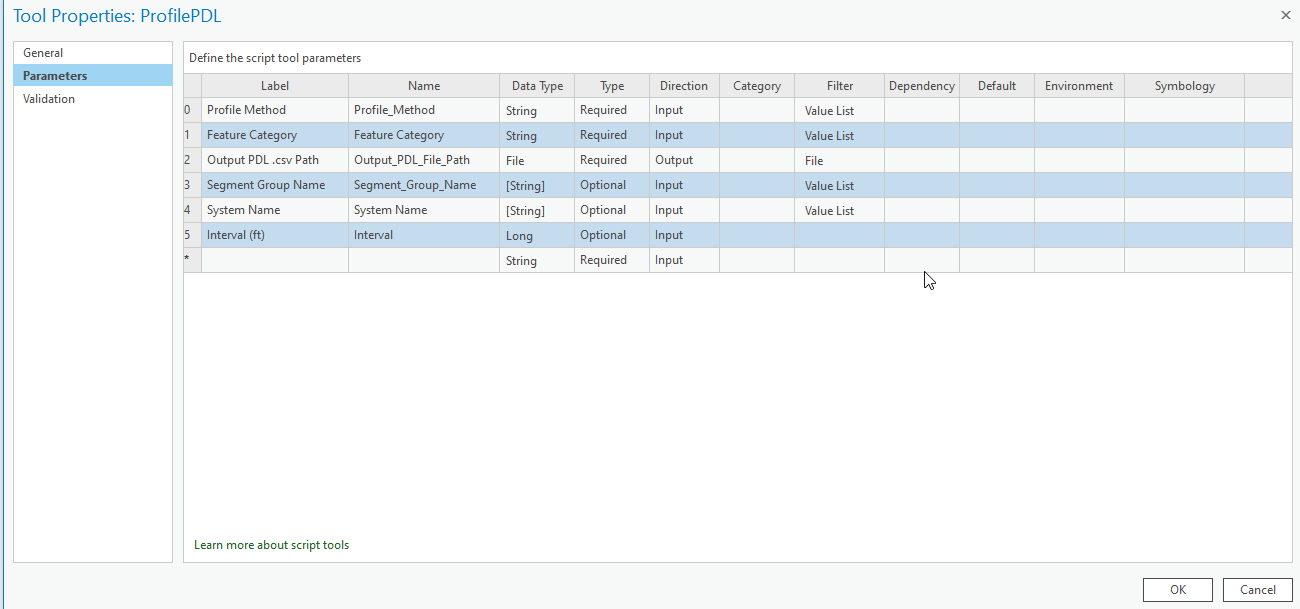 Tool Properties: ProfilePDL
General
Parameters
Validation
Define the script tool parameters
Label Name Data Type Type Direction Category Filter Dependency Default Environment Symbology
0 Profile Method Profile_Method String Required Input Value List
1 Feature Category Feature Category String Required Input Value List
2 Output PDL .csv Path Output_PDL_File_Path File Required Output File
3 Segment Group Name Segment_Group_Name [String] Optional Input Value List
4 System Name System Name [String] Optional Input Value List
5 Interval (ft) Interval Long Optional Input
* String Required Input
Learn more about script tools
OK Cancel